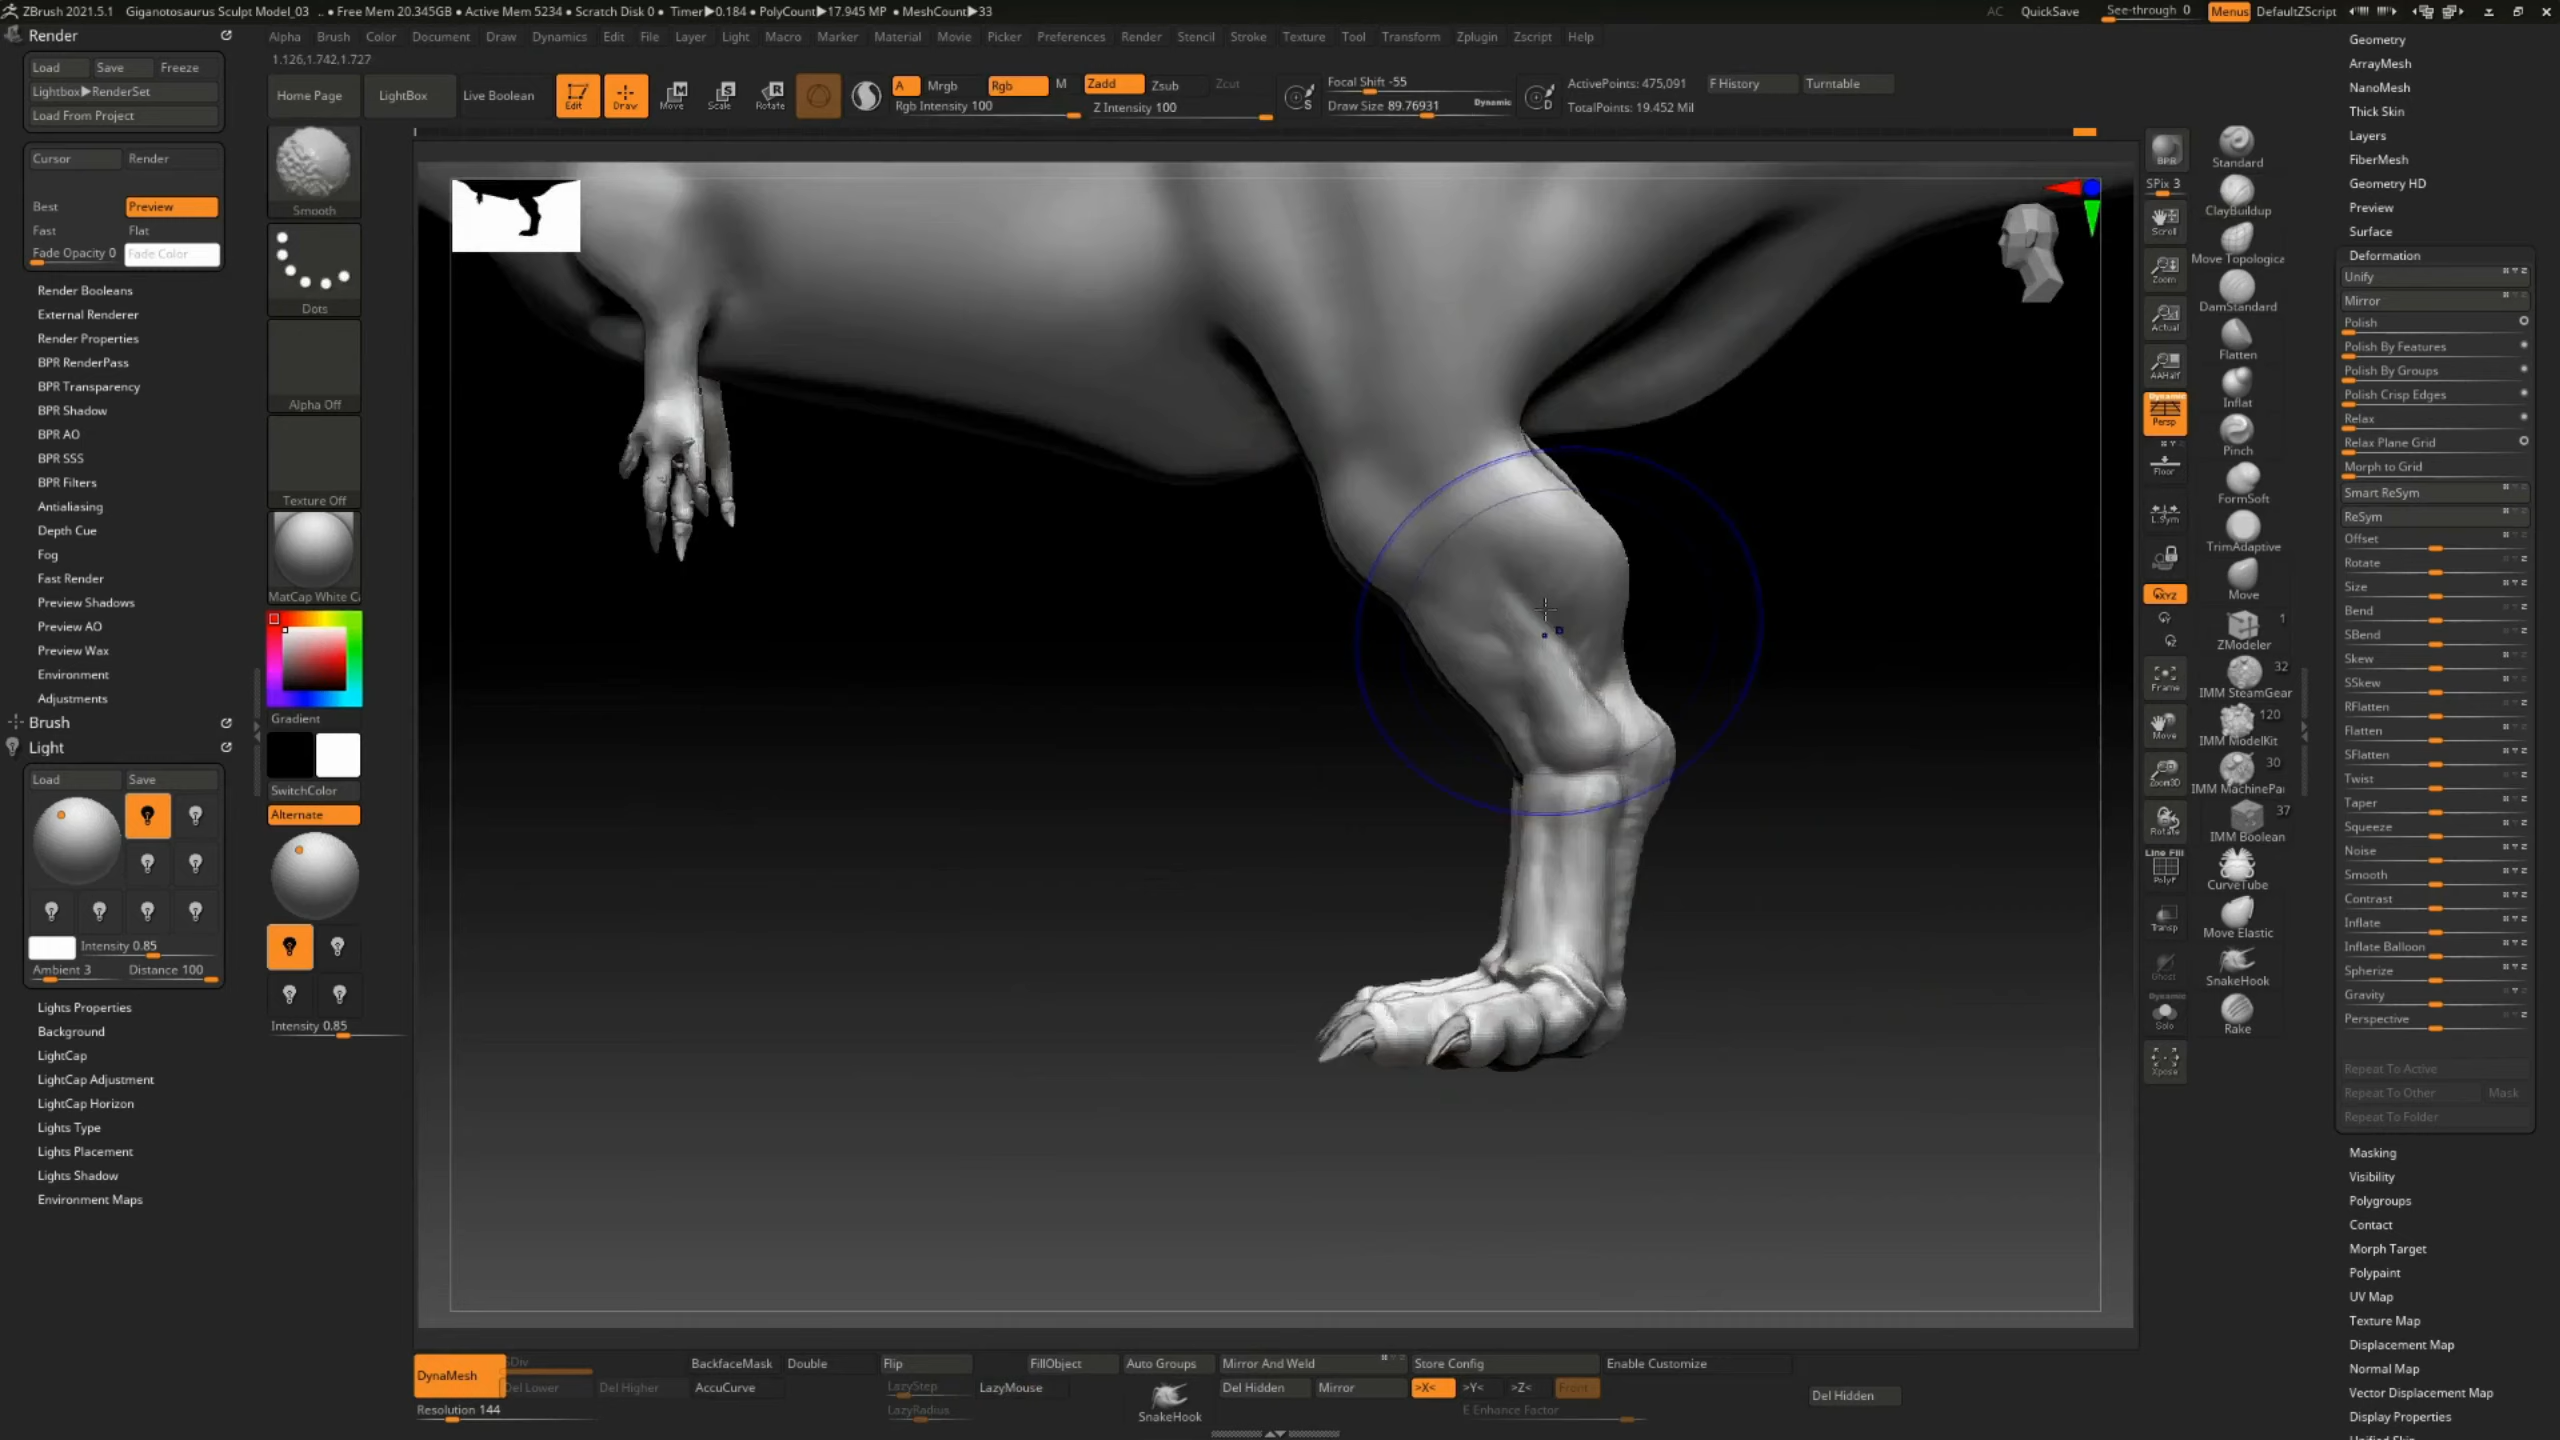 ZBrush 2021.5.1 Giganotosaurus Sculpt Model_03 .. • Free Mem 20.345GB • Active Mem 5234 • Scratch Disk 0 • Timer▶0.184 • PolyCount▶17.945 MP • MeshCount▶33 AC QuickSave See-through 0 Menus DefaultZScript
Render
Alpha Brush Color Document Draw Dynamics Edit File Layer Light Macro Marker Material Movie Picker Preferences Render Stencil Stroke Texture Tool Transform Zplugin Zscript Help
1.126,1.742,1.727
Load Save Freeze
Lightbox▶RenderSet
Load From Project
Home Page LightBox Live Boolean Edit Draw Move Scale Rotate
A Mrgb Rgb M Zadd Zsub Zcut
Rgb Intensity 100 Z Intensity 100
S Focal Shift -55
Draw Size 89.76931 Dynamic D
ActivePoints: 475,091 F History Turntable
TotalPoints: 19.452 Mil
Cursor Render
Best Preview
Fast Flat
Fade Opacity 0 Fade Color
Render Booleans
External Renderer
Render Properties
BPR RenderPass
BPR Transparency
BPR Shadow
BPR AO
BPR SSS
BPR Filters
Antialiasing
Depth Cue
Fog
Fast Render
Preview Shadows
Preview AO
Preview Wax
Environment
Adjustments
Brush
Light
Load Save
Intensity 0.85
Ambient 3 Distance 100
Lights Properties
Background
LightCap
LightCap Adjustment
LightCap Horizon
Lights Type
Lights Placement
Lights Shadow
Environment Maps
Smooth
Dots
Alpha Off
Texture Off
MatCap White C
Gradient
SwitchColor
Alternate
Intensity 0.85
BPR
SPix 3
Scroll
Zoom
Actual
AAHalf
Dynamic
Persp
Floor
L.Sym
XYZ
Frame
Move
Zoom3D
Rotate
Line Fill
PolyF
Transp
Ghost
Dynamic
Solo
Xpose
Standard
ClayBuildup
Move Topologica
DamStandard
Flatten
Inflat
Pinch
FormSoft
TrimAdaptive
Move
1
ZModeler
32
IMM SteamGear
120
IMM ModelKit
30
IMM MachinePar
37
IMM Boolean
CurveTube
Move Elastic
SnakeHook
Rake
Geometry
ArrayMesh
NanoMesh
Thick Skin
Layers
FiberMesh
Geometry HD
Preview
Surface
Deformation
Unify
Mirror
Polish
Polish By Features
Polish By Groups
Polish Crisp Edges
Relax
Relax Plane Grid
Morph to Grid
Smart ReSym
ReSym
Offset
Rotate
Size
Bend
SBend
Skew
SSkew
RFlatten
Flatten
SFlatten
Twist
Taper
Squeeze
Noise
Smooth
Contrast
Inflate
Inflate Balloon
Spherize
Gravity
Perspective
Repeat To Active
Repeat To Other Mask
Repeat To Folder
Masking
Visibility
Polygroups
Contact
Morph Target
Polypaint
UV Map
Texture Map
Displacement Map
Normal Map
Vector Displacement Map
Display Properties
DynaMesh SDiv BackfaceMask Double Flip FillObject Auto Groups Mirror And Weld Store Config Enable Customize
Del Lower Del Higher AccuCurve LazyStep LazyMouse Del Hidden Mirror >X< >Y< >Z< Front Del Hidden
Resolution 144 LazyRadius SnakeHook E Enhance Factor